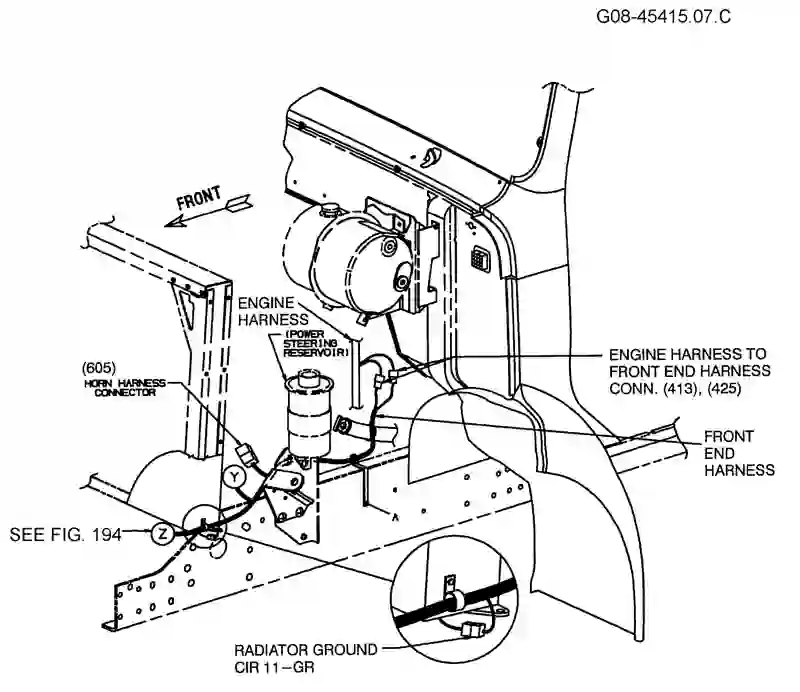 G08-45415.07.C
FRONT
ENGINE
HARNESS
(POWER
STEERING
RESERVOIR)
(605)
HORN HARNESS
CONNECTOR
ENGINE HARNESS TO
FRONT END HARNESS
CONN. (413), (425)
FRONT
END
HARNESS
Y
A
SEE FIG. 194
Z
RADIATOR GROUND
CIR 11-GR